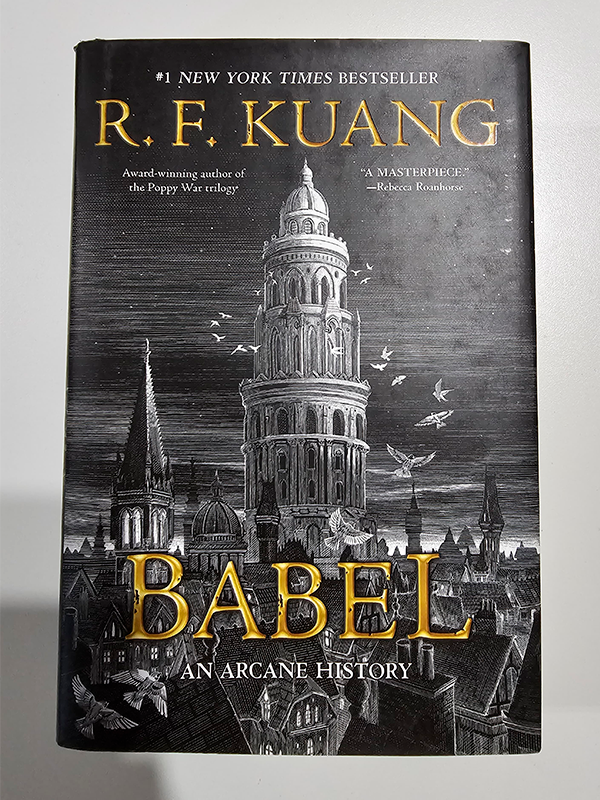 #1 NEW YORK TIMES BESTSELLER
R. F. KUANG
Award-winning author of
the Poppy War trilogy
"A MASTERPIECE."
—Rebecca Roanhorse
BABEL
AN ARCANE HISTORY